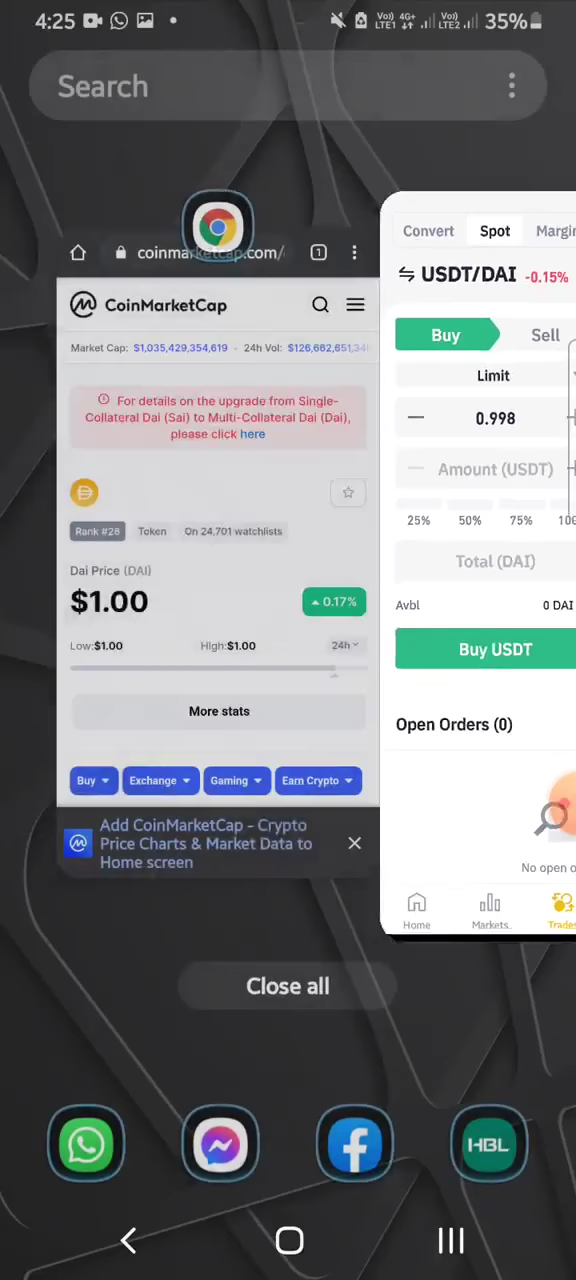 4:25
Vo)) 4G+ Vo))
LTE1 LTE2 35%
Search
coinmarketcap.com/
1
CoinMarketCap
Market Cap: $1,035,429,354,619 - 24h Vol: $126,662,651,34
For details on the upgrade from Single-
Collateral Dai (Sai) to Multi-Collateral Dai (Dai),
please click here
Rank #28 Token On 24,701 watchlists
Dai Price (DAI)
$1.00
0.17%
Low:$1.00 High:$1.00 24h
More stats
Buy Exchange Gaming Earn Crypto
Add CoinMarketCap - Crypto
Price Charts & Market Data to
Home screen
Convert Spot Margin
USDT/DAI -0.15%
Buy Sell
Limit
0.998
Amount (USDT)
25% 50% 75% 100
Total (DAI)
Avbl 0 DAI
Buy USDT
Open Orders (0)
No open o
Home Markets Trades
Close all
HBL